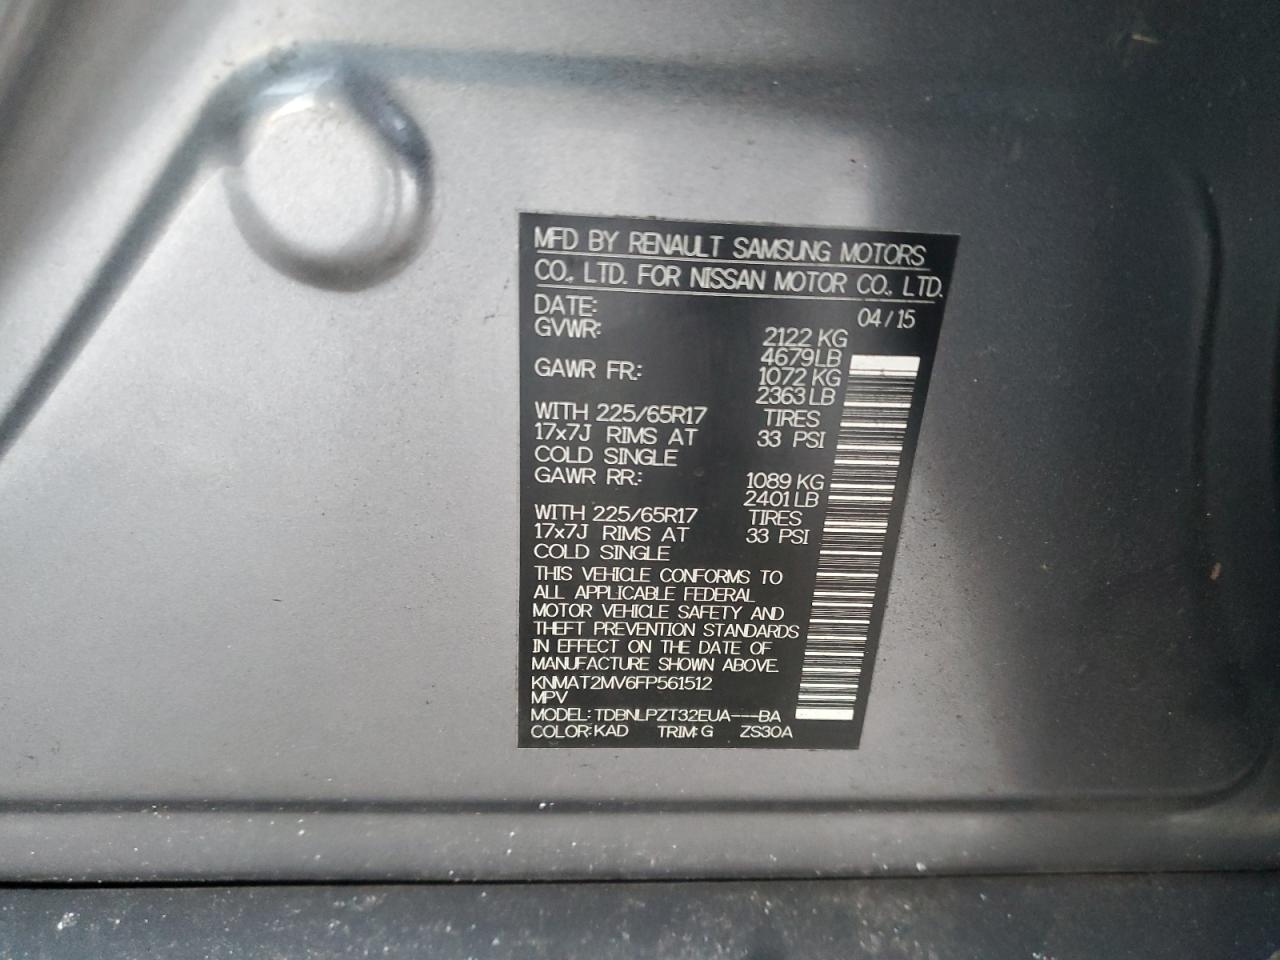 MFD BY RENAULT SAMSUNG MOTORS
CO., LTD. FOR NISSAN MOTOR CO., LTD.
DATE: 04/15
GVWR: 2122 KG
4679LB
GAWR FR.: 1072 KG
2363LB
WITH 225/65R17 TIRES
17x7J RIMS AT 33 PSI
COLD SINGLE
GAWR RR.: 1089 KG
2401LB
WITH 225/65R17 TIRES
17x7J RIMS AT 33 PSI
COLD SINGLE
THIS VEHICLE CONFORMS TO
ALL APPLICABLE FEDERAL
MOTOR VEHICLE SAFETY AND
THEFT PREVENTION STANDARDS
IN EFFECT ON THE DATE OF
MANUFACTURE SHOWN ABOVE.
KNMAT2MV6FP561512
MPV
MODEL: TDBNLPZT32EUA---BA
COLOR:KAD TRIM:G ZS30A